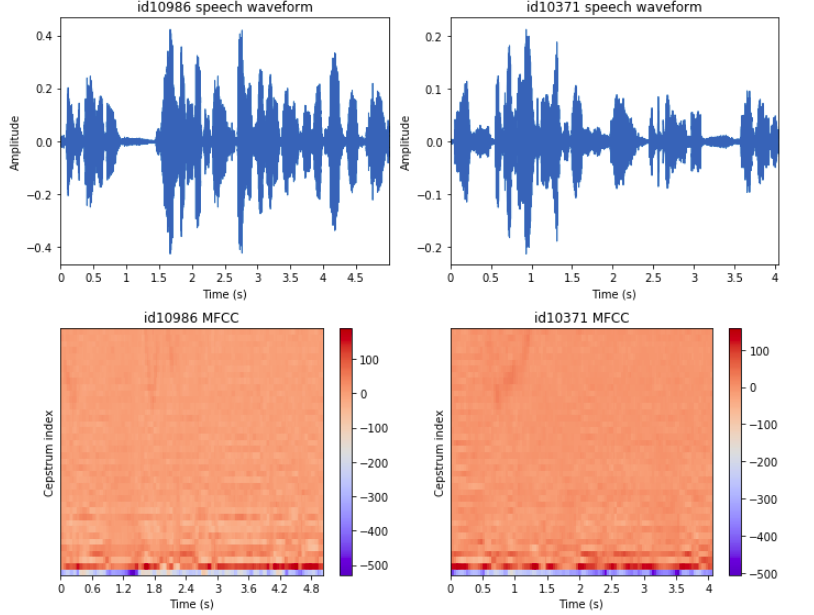 id10986 speech waveform
0.4
0.2
0.0
−0.2
−0.4
Amplitude
0 0.5 1 1.5 2 2.5 3 3.5 4 4.5
Time (s)
id10371 speech waveform
0.2
0.1
0.0
−0.1
−0.2
Amplitude
0 0.5 1 1.5 2 2.5 3 3.5 4
Time (s)
id10986 MFCC
Cepstrum index
0 0.6 1.2 1.8 2.4 3 3.6 4.2 4.8
Time (s)
100
0
−100
−200
−300
−400
−500
id10371 MFCC
Cepstrum index
0 0.5 1 1.5 2 2.5 3 3.5 4
Time (s)
100
0
−100
−200
−300
−400
−500